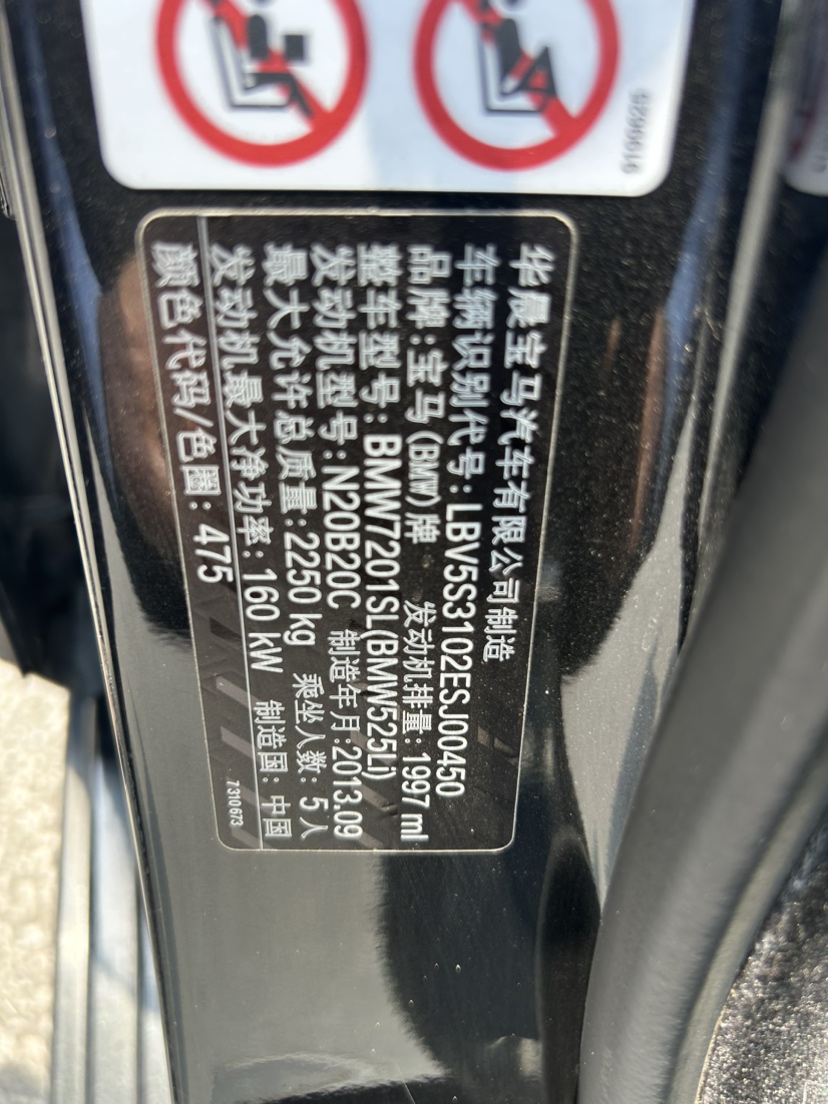 9169625
华晨宝马汽车有限公司制造
车辆识别代号:LBV5S3102ESJ00450
品牌:宝马(BMW)牌 发动机排量:1997 ml
整车型号:BMW7201SL(BMW525Li)
发动机型号:N20B20C 制造年月:2013.09
最大允许总质量:2250 kg 乘坐人数:5人
发动机最大净功率:160 kW 制造国:中国
颜色代码/色圈:475
7310673